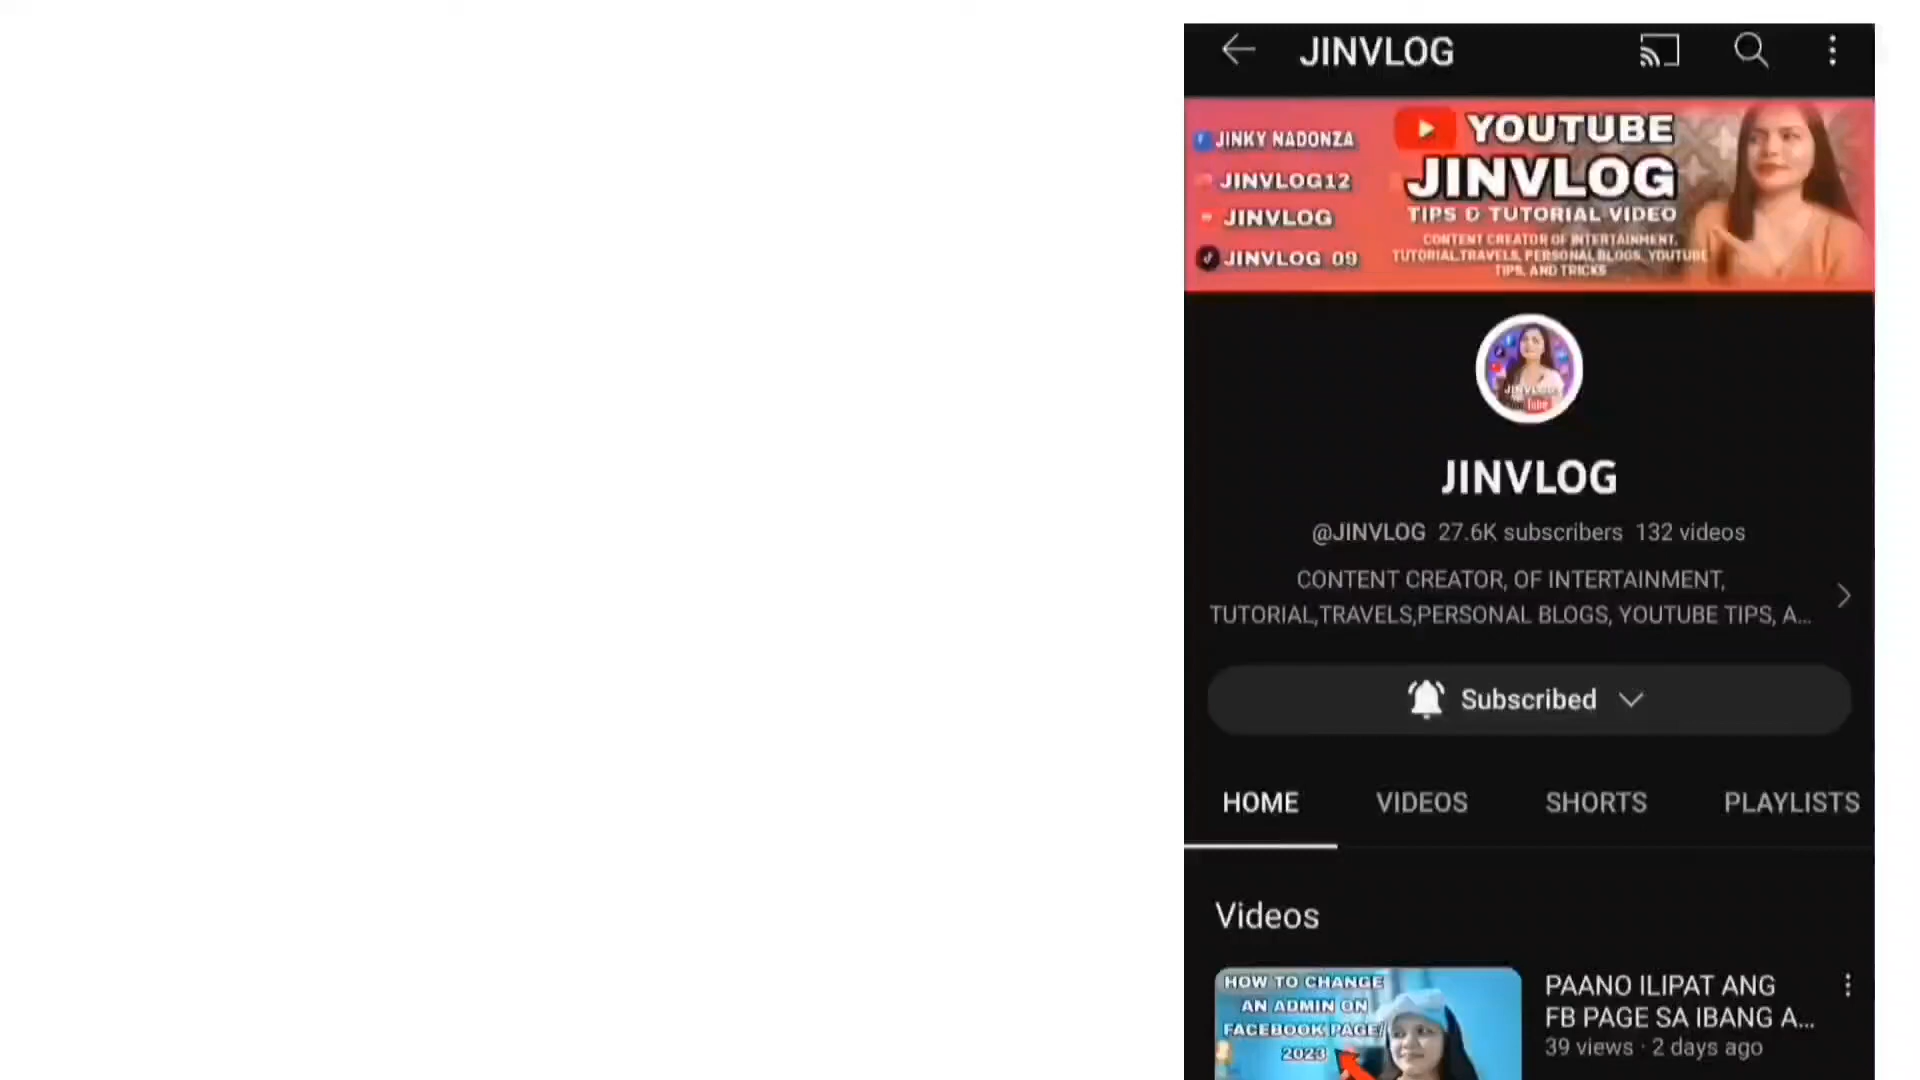 JINVLOG
JINKY NADONZA
JINVLOG12
JINVLOG
JINVLOG 09
YOUTUBE
JINVLOG
TIPS & TUTORIAL VIDEO
CONTENT CREATOR OF INTERTAINMENT,
TUTORIAL,TRAVELS, PERSONAL BLOGS, YOUTUBE
TIPS, AND TRICKS
JINVLOG
Tube
JINVLOG
@JINVLOG 27.6K subscribers 132 videos
CONTENT CREATOR, OF INTERTAINMENT,
TUTORIAL,TRAVELS,PERSONAL BLOGS, YOUTUBE TIPS, A...
Subscribed
HOME VIDEOS SHORTS PLAYLISTS
Videos
HOW TO CHANGE
AN ADMIN ON
FACEBOOK PAGE/
2023
PAANO ILIPAT ANG
FB PAGE SA IBANG A...
39 views · 2 days ago